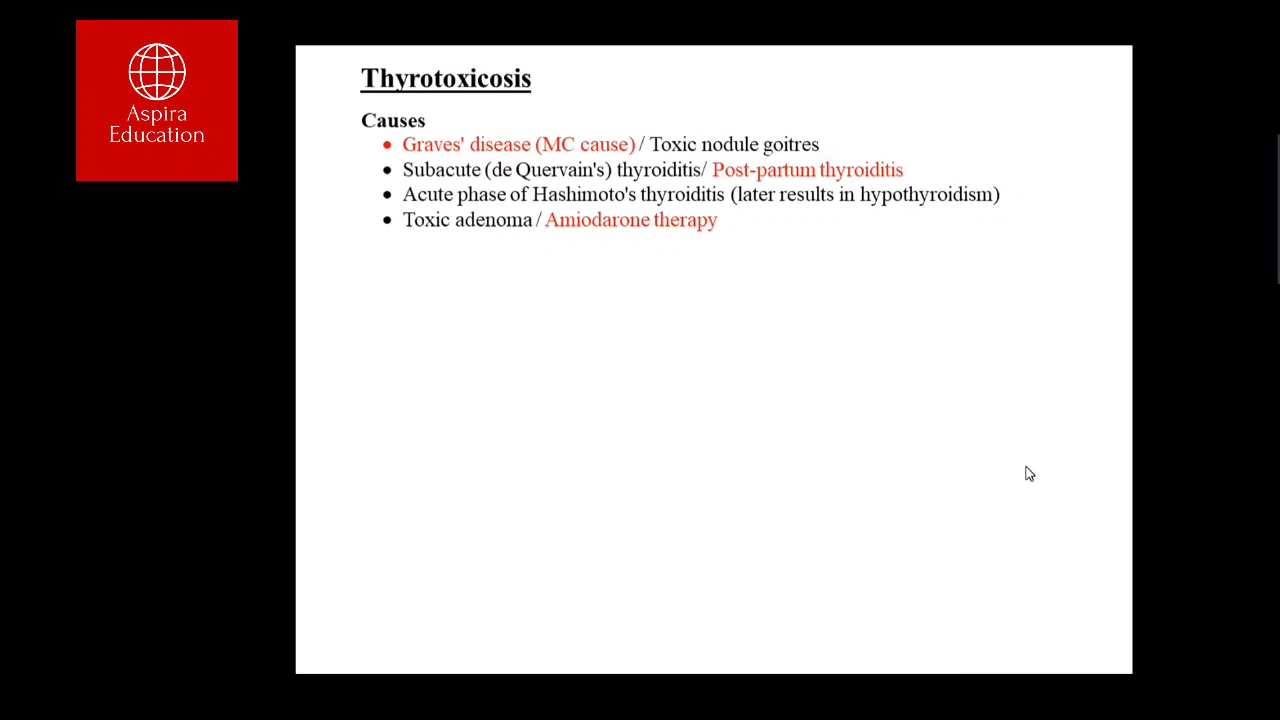 Aspira
Education
Thyrotoxicosis
Causes
• Graves' disease (MC cause) / Toxic nodule goitres
• Subacute (de Quervain's) thyroiditis/ Post-partum thyroiditis
• Acute phase of Hashimoto's thyroiditis (later results in hypothyroidism)
• Toxic adenoma / Amiodarone therapy